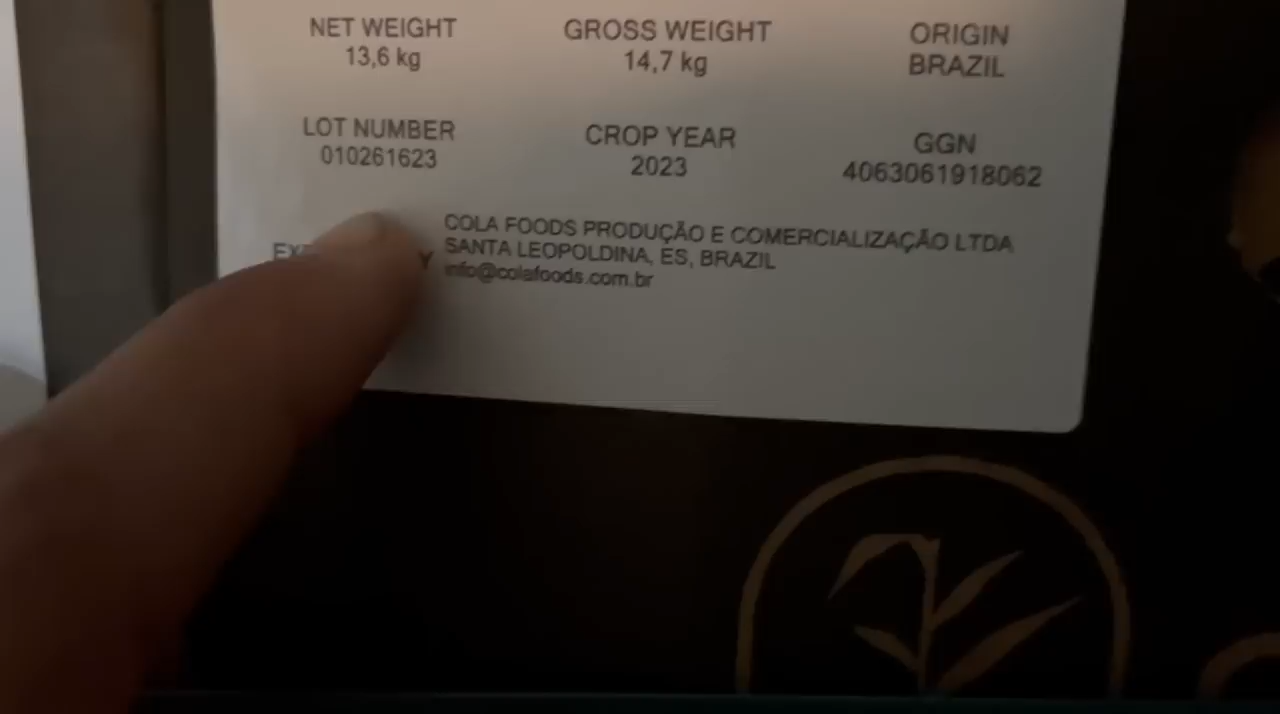 NET WEIGHT
13,6 kg
GROSS WEIGHT
14,7 kg
ORIGIN
BRAZIL
LOT NUMBER
010261623
CROP YEAR
2023
GGN
4063061918062
COLA FOODS PRODUÇÃO E COMERCIALIZAÇÃO LTDA
SANTA LEOPOLDINA, ES, BRAZIL
info@colafoods.com.br